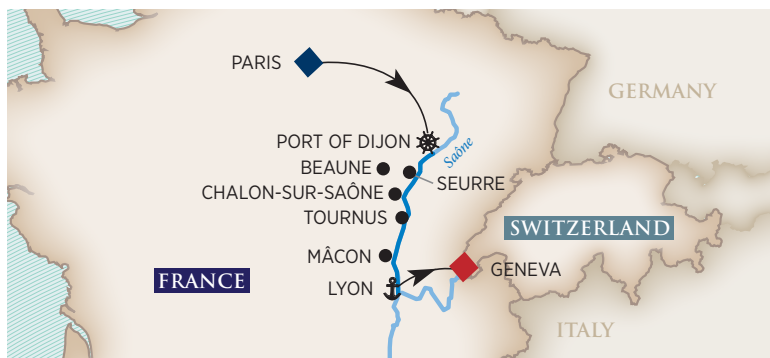 PARIS
GERMANY
PORT OF DIJON
Saône
BEAUNE
SEURRE
CHALON-SUR-SAÔNE
TOURNUS
SWITZERLAND
MÂCON
GENEVA
FRANCE
LYON
ITALY